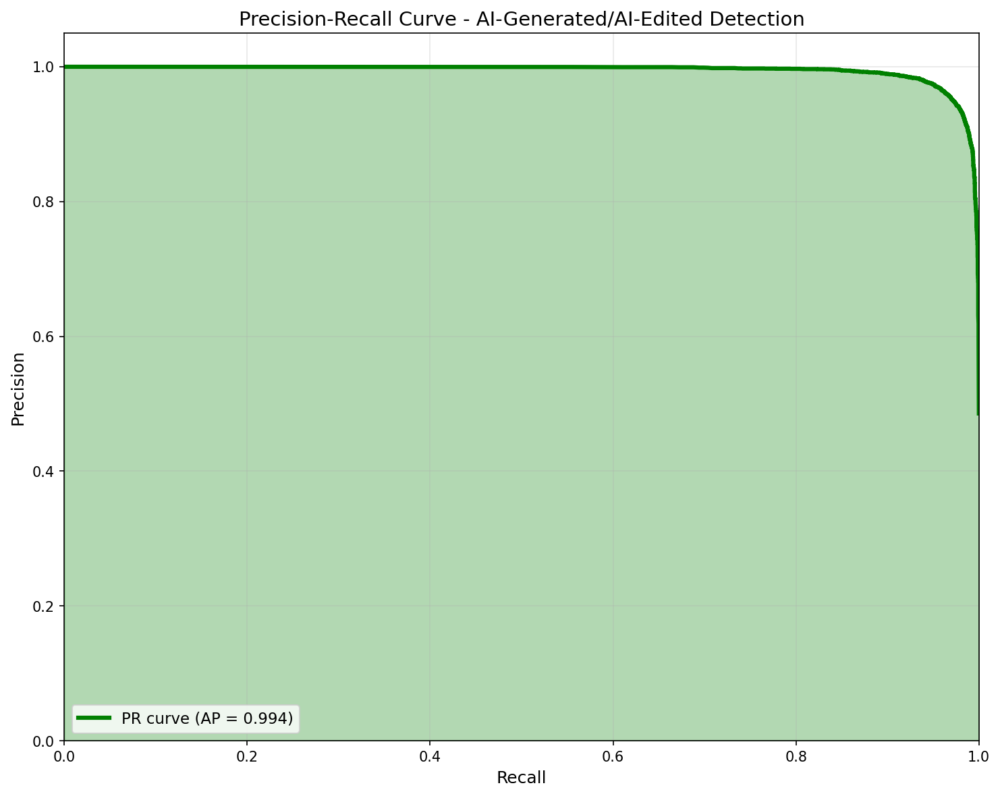 Precision-Recall Curve - AI-Generated/AI-Edited Detection
1.0
0.8
0.6
0.4
0.2
0.0
Precision
PR curve (AP = 0.994)
0.0 0.2 0.4 0.6 0.8 1.0
Recall